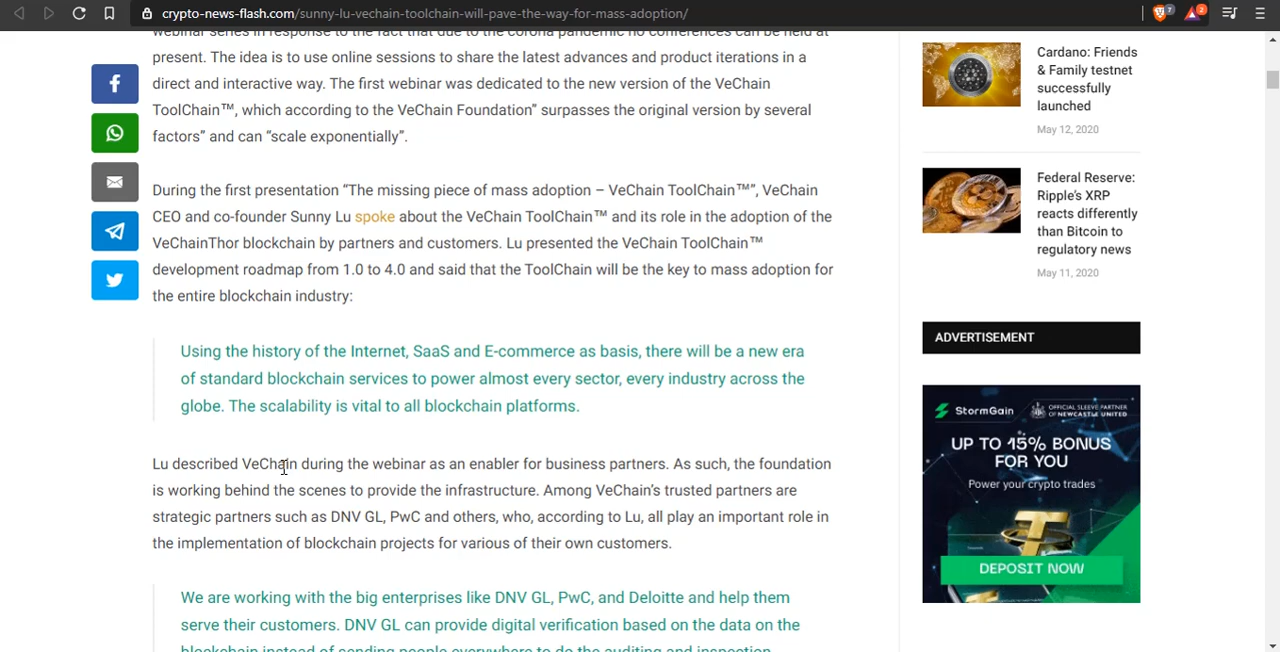 crypto-news-flash.com/sunny-lu-vechain-toolchain-will-pave-the-way-for-mass-adoption/
7
2
webinar series in response to the fact that due to the corona pandemic no conferences can be held at
present. The idea is to use online sessions to share the latest advances and product iterations in a
direct and interactive way. The first webinar was dedicated to the new version of the VeChain
ToolChain™, which according to the VeChain Foundation” surpasses the original version by several
factors” and can “scale exponentially”.
During the first presentation “The missing piece of mass adoption – VeChain ToolChain™”, VeChain
CEO and co-founder Sunny Lu spoke about the VeChain ToolChain™ and its role in the adoption of the
VeChainThor blockchain by partners and customers. Lu presented the VeChain ToolChain™
development roadmap from 1.0 to 4.0 and said that the ToolChain will be the key to mass adoption for
the entire blockchain industry:
Using the history of the Internet, SaaS and E-commerce as basis, there will be a new era
of standard blockchain services to power almost every sector, every industry across the
globe. The scalability is vital to all blockchain platforms.
Lu described VeChain during the webinar as an enabler for business partners. As such, the foundation
is working behind the scenes to provide the infrastructure. Among VeChain’s trusted partners are
strategic partners such as DNV GL, PwC and others, who, according to Lu, all play an important role in
the implementation of blockchain projects for various of their own customers.
We are working with the big enterprises like DNV GL, PwC, and Deloitte and help them
serve their customers. DNV GL can provide digital verification based on the data on the
blockchain instead of sending people everywhere to do the auditing and inspection
Cardano: Friends
& Family testnet
successfully
launched
May 12, 2020
Federal Reserve:
Ripple’s XRP
reacts differently
than Bitcoin to
regulatory news
May 11, 2020
ADVERTISEMENT
StormGain
OFFICIAL SLEEVE PARTNER
OF NEWCASTLE UNITED
UP TO 15% BONUS
FOR YOU
Power your crypto trades
DEPOSIT NOW